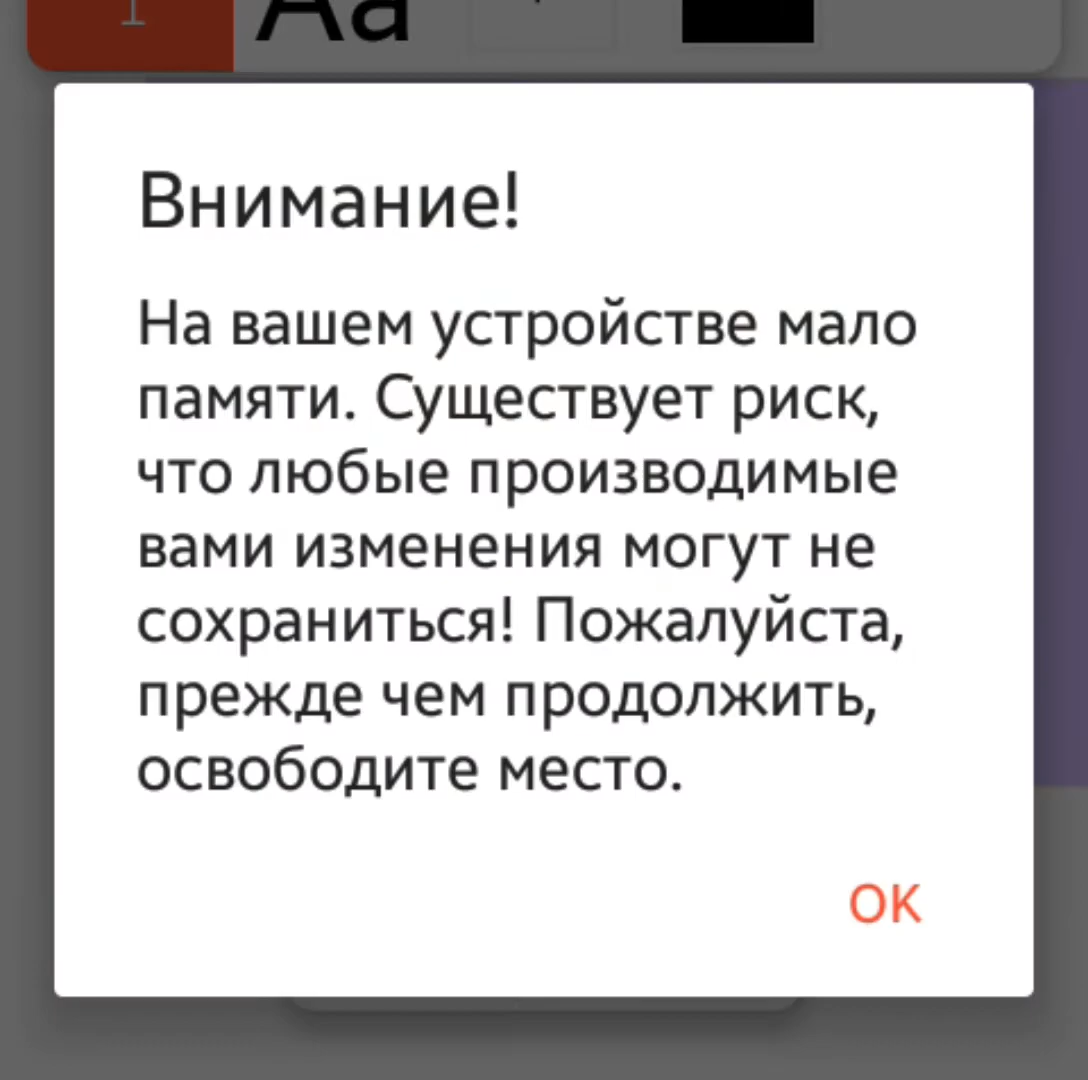 Aa
Внимание!
На вашем устройстве мало
памяти. Существует риск,
что любые производимые
вами изменения могут не
сохраниться! Пожалуйста,
прежде чем продолжить,
освободите место.
OK